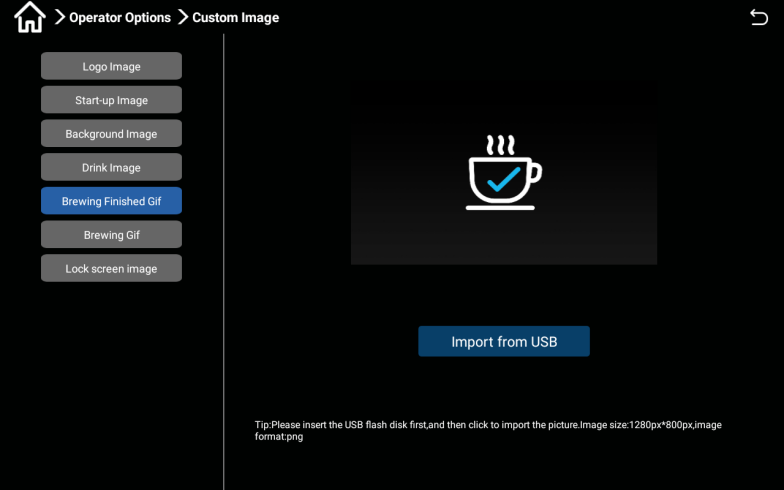 Operator Options
Custom Image
Logo Image
Start-up Image
Background Image
Drink Image
Brewing Finished Gif
Brewing Gif
Lock screen image
Import from USB
Tip:Please insert the USB flash disk first,and then click to import the picture.Image size:1280px*800px,image
format:png